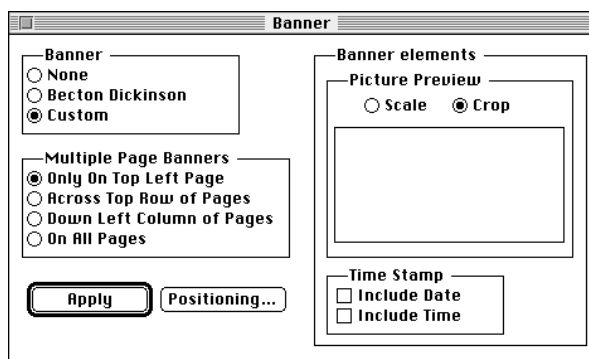 Banner
Banner
None
Becton Dickinson
Custom
Multiple Page Banners
Only On Top Left Page
Across Top Row of Pages
Down Left Column of Pages
On All Pages
Apply
Positioning...
Banner elements
Picture Preview
Scale
Crop
Time Stamp
Include Date
Include Time